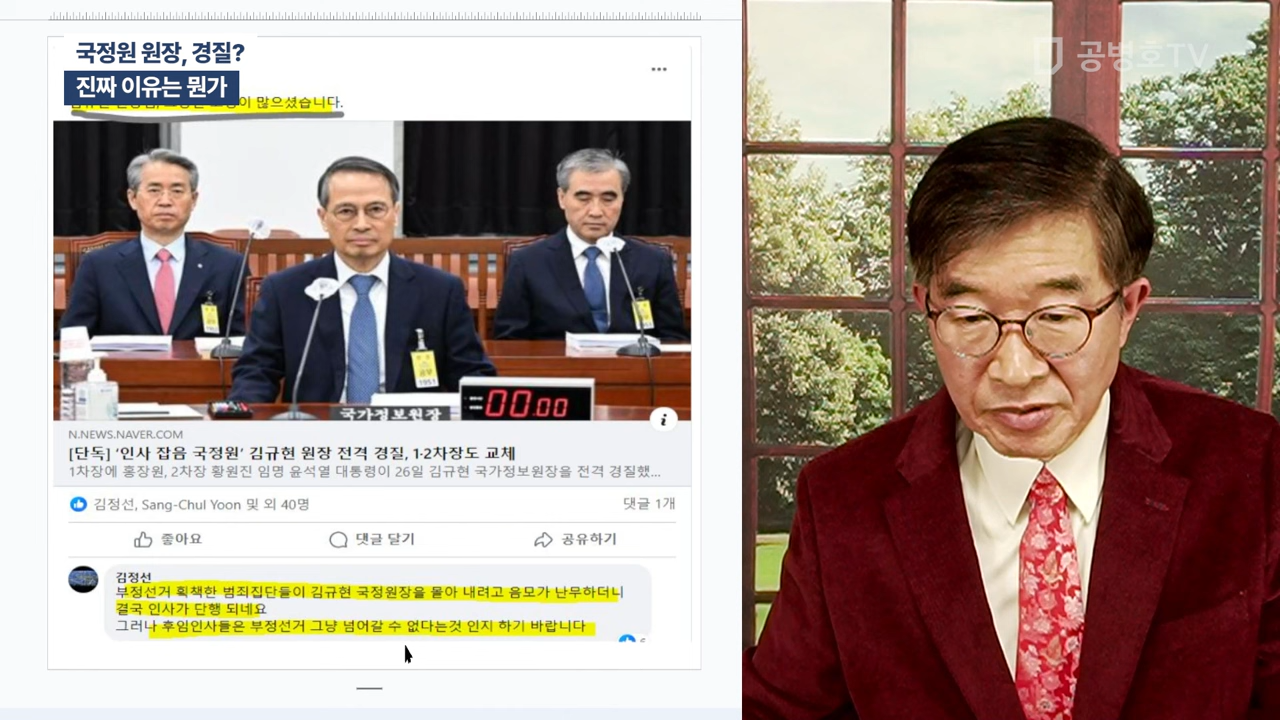 국정원 원장, 경질?
진짜 이유는 뭔가
많으셨습니다.
공병호TV
국가정보원장
00.00
N.NEWS.NAVER.COM
[단독] ‘인사 잡음 국정원’ 김규현 원장 전격 경질, 1·2차장도 교체
1차장에 홍장원, 2차장 황원진 임명 윤석열 대통령이 26일 김규현 국가정보원장을 전격 경질했...
김정선, Sang-Chul Yoon 및 외 40명
댓글 1개
좋아요
댓글 달기
공유하기
김정선
부정선거 획책한 범죄집단들이 김규현 국정원장을 몰아 내려고 음모가 난무하더니
결국 인사가 단행 되네요
그러나 후임인사들은 부정선거 그냥 넘어갈 수 없다는것 인지 하기 바랍니다